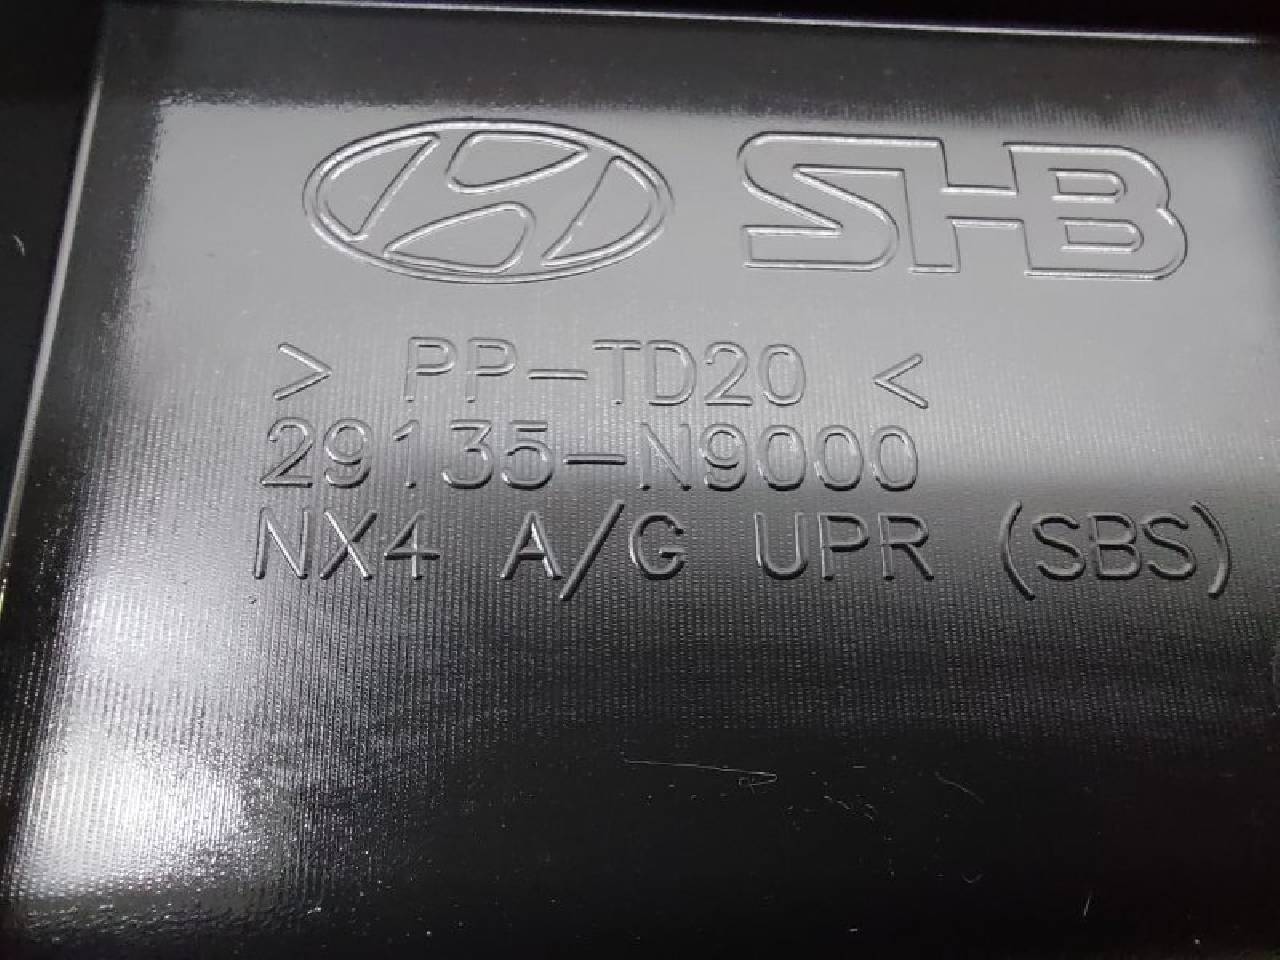 SHB
> PP-TD20 <
29135-N9000
NX4 A/G UPR (SBS)